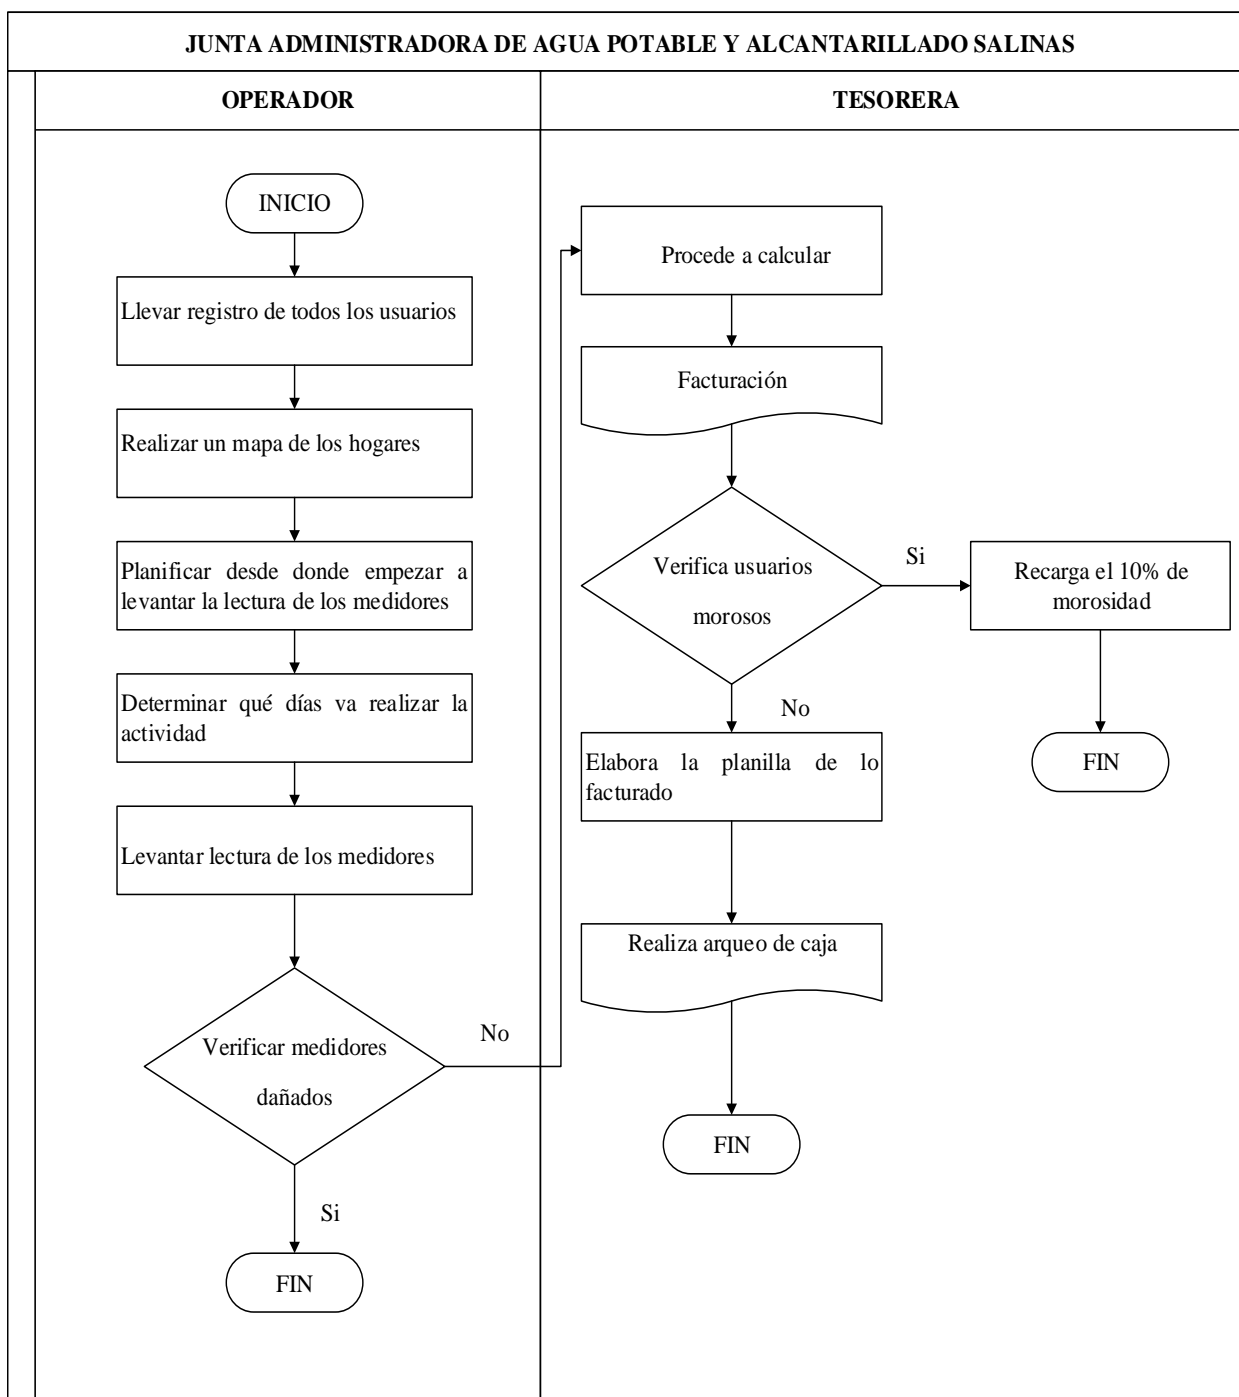 JUNTA ADMINISTRADORA DE AGUA POTABLE Y ALCANTARILLADO SALINAS
OPERADOR
TESORERA
INICIO
Llevar registro de todos los usuarios
Realizar un mapa de los hogares
Planificar desde donde empezar a
levantar la lectura de los medidores
Determinar qué días va realizar la
actividad
Levantar lectura de los medidores
Verificar medidores
dañados
No
Si
FIN
Procede a calcular
Facturación
Verifica usuarios
morosos
Si
Recarga el 10% de
morosidad
FIN
No
Elabora la planilla de lo
facturado
Realiza arqueo de caja
FIN